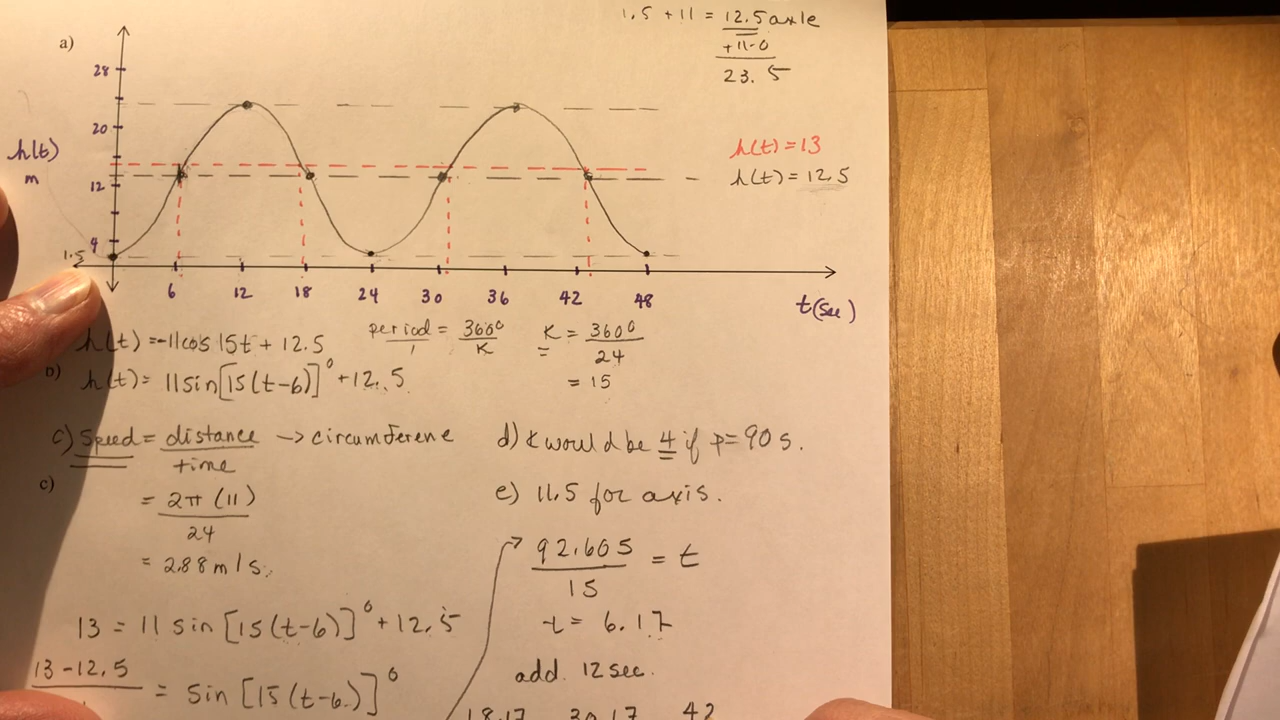 1.5 + 11 = 12.5 axle
+11.0
23.5
a)
28
20
h(t)
m
12
4
1.5
6 12 18 24 30 36 42 48
t(sec)
h(t) = 13
h(t) = 12.5
h(t) = -11cos 15t + 12.5
period/1 = 360°/K
K = 360°/24
= 15
b) h(t) = 11sin[15(t-6)]° + 12.5
c) Speed = distance/time → circumference
c)
= 2π(11)/24
= 2.88 m/s.
d) K would be 4 if p = 90 s.
e) 11.5 for axis.
92.605/15 = t
t = 6.17
add 12 sec.
18.17 30.17 42
13 = 11 sin [15(t-6)]° + 12.5
13-12.5
= sin [15(t-6)]°